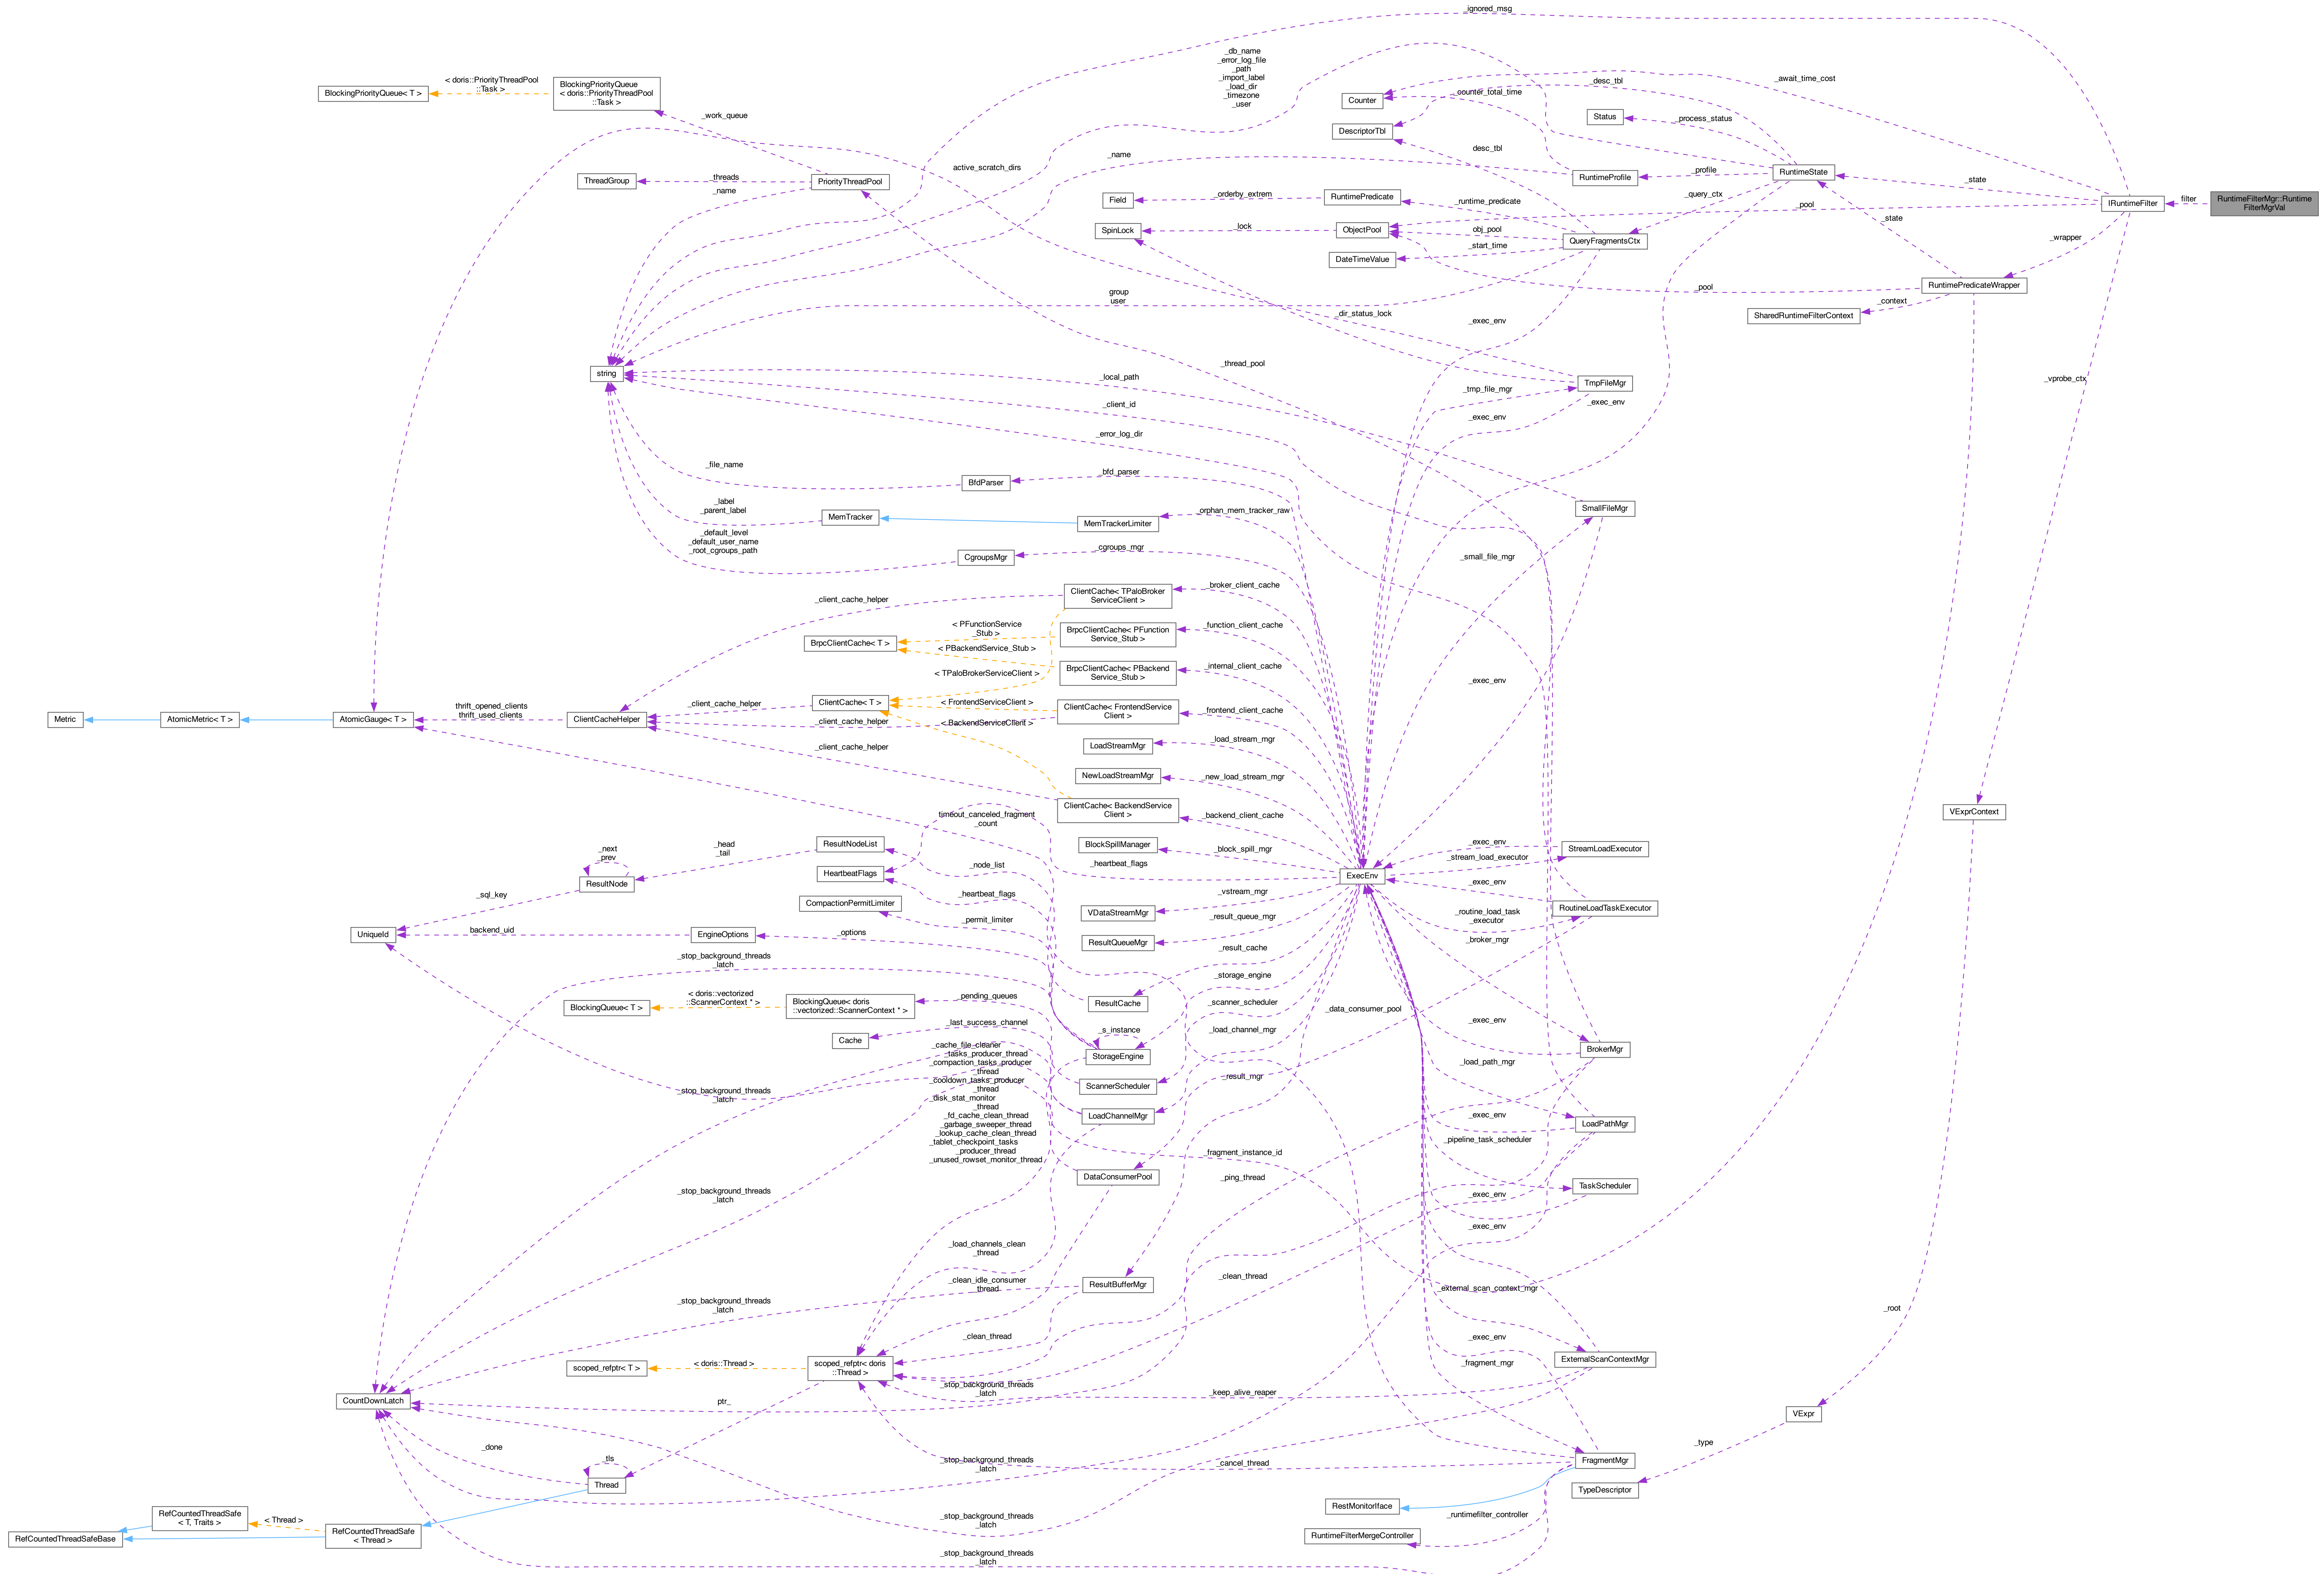 _ignored_msg
_db_name
_error_log_file
_path
_import_label
_load_dir
_timezone
_user
< doris::PriorityThreadPool
::Task >
BlockingPriorityQueue< T >
BlockingPriorityQueue
< doris::PriorityThreadPool
::Task >
_await_time_cost
_desc_tbl
_counter_total_time
Counter
Status
_process_status
_work_queue
DescriptorTbl
desc_tbl
_name
active_scratch_dirs
ThreadGroup
_threads
_name
PriorityThreadPool
RuntimeProfile
_profile
RuntimeState
_state
Field
_orderby_extrem
RuntimePredicate
_runtime_predicate
_query_ctx
_pool
IRuntimeFilter
filter
RuntimeFilterMgr::Runtime
FilterMgrVal
_state
SpinLock
_lock
ObjectPool
obj_pool
QueryFragmentsCtx
_wrapper
DateTimeValue
_start_time
RuntimePredicateWrapper
_pool
group
user
_context
SharedRuntimeFilterContext
_dir_status_lock
_exec_env
_thread_pool
string
_local_path
_tmp_file_mgr
TmpFileMgr
_vprobe_ctx
_client_id
_exec_env
_exec_env
_error_log_dir
_file_name
BfdParser
_bfd_parser
_label
_parent_label
MemTracker
MemTrackerLimiter
_orphan_mem_tracker_raw
SmallFileMgr
_default_level
_default_user_name
_root_cgroups_path
CgroupsMgr
_cgroups_mgr
_small_file_mgr
_client_cache_helper
ClientCache< TPaloBroker
ServiceClient >
_broker_client_cache
< PFunctionService
_Stub >
BrpcClientCache< T >
BrpcClientCache< PFunction
Service_Stub >
_function_client_cache
< PBackendService_Stub >
BrpcClientCache< PBackend
Service_Stub >
_internal_client_cache
< TPaloBrokerServiceClient >
_exec_env
Metric
AtomicMetric< T >
AtomicGauge< T >
thrift_opened_clients
thrift_used_clients
ClientCacheHelper
_client_cache_helper
ClientCache< T >
< FrontendServiceClient >
ClientCache< FrontendService
Client >
_frontend_client_cache
_client_cache_helper
< BackendServiceClient >
_client_cache_helper
LoadStreamMgr
_load_stream_mgr
NewLoadStreamMgr
_new_load_stream_mgr
ClientCache< BackendService
Client >
_backend_client_cache
VExprContext
timeout_canceled_fragment
_count
_next
_prev
_head
_tail
ResultNodeList
BlockSpillManager
_block_spill_mgr
_exec_env
StreamLoadExecutor
_stream_load_executor
_node_list
_heartbeat_flags
ResultNode
HeartbeatFlags
ExecEnv
_exec_env
_sql_key
_heartbeat_flags
CompactionPermitLimiter
_vstream_mgr
VDataStreamMgr
RoutineLoadTaskExecutor
_routine_load_task
_executor
_permit_limiter
_result_queue_mgr
UniqueId
backend_uid
EngineOptions
_options
ResultQueueMgr
_broker_mgr
_result_cache
_stop_background_threads
_latch
_storage_engine
< doris::vectorized
::ScannerContext * >
BlockingQueue< T >
BlockingQueue< doris
::vectorized::ScannerContext * >
_pending_queues
ResultCache
_scanner_scheduler
_data_consumer_pool
_last_success_channel
_s_instance
_load_channel_mgr
Cache
_exec_env
_cache_file-cleaner
_tasks_producer_thread
_compaction_tasks_producer
_thread
_cooldown_tasks_producer
_thread
_disk_stat_monitor
_thread
_fd_cache_clean_thread
_garbage_sweeper_thread
_lookup_cache_clean_thread
_tablet_checkpoint_tasks
_producer_thread
_unused_rowset_monitor_thread
StorageEngine
BrokerMgr
_load_path_mgr
ScannerScheduler
_result_mgr
_stop_background_threads
_latch
LoadChannelMgr
_exec_env
LoadPathMgr
_pipeline_task_scheduler
_fragment_instance_id
_ping_thread
DataConsumerPool
TaskScheduler
_stop_background_threads
_latch
_exec_env
_exec_env
_load_channels_clean
_thread
_clean_thread
_clean_idle_consumer
_thread
ResultBufferMgr
_external_scan_context_mgr
_stop_background_threads
_latch
_root
_clean_thread
_exec_env
scoped_refptr< T >
< doris::Thread >
scoped_refptr< doris
::Thread >
_fragment_mgr
ExternalScanContextMgr
_stop_background_threads
_latch
_keep_alive_reaper
CountDownLatch
ptr_
VExpr
_done
_tls
_type
_stop_background_threads
_latch
_cancel_thread
FragmentMgr
Thread
TypeDescriptor
RestMonitorIface
RefCountedThreadSafe
< T, Traits >
< Thread >
_stop_background_threads
_latch
_runtimefilter_controller
RefCountedThreadSafeBase
RefCountedThreadSafe
< Thread >
RuntimeFilterMergeController
_stop_background_threads
_latch